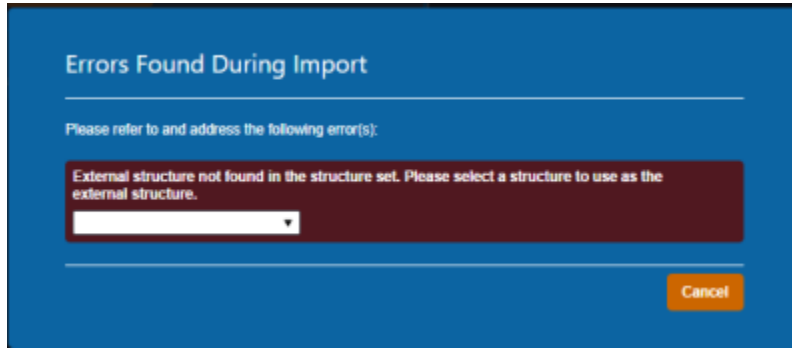 Errors Found During Import
Please refer to and address the following error(s):
External structure not found in the structure set. Please select a structure to use as the
external structure.
Cancel